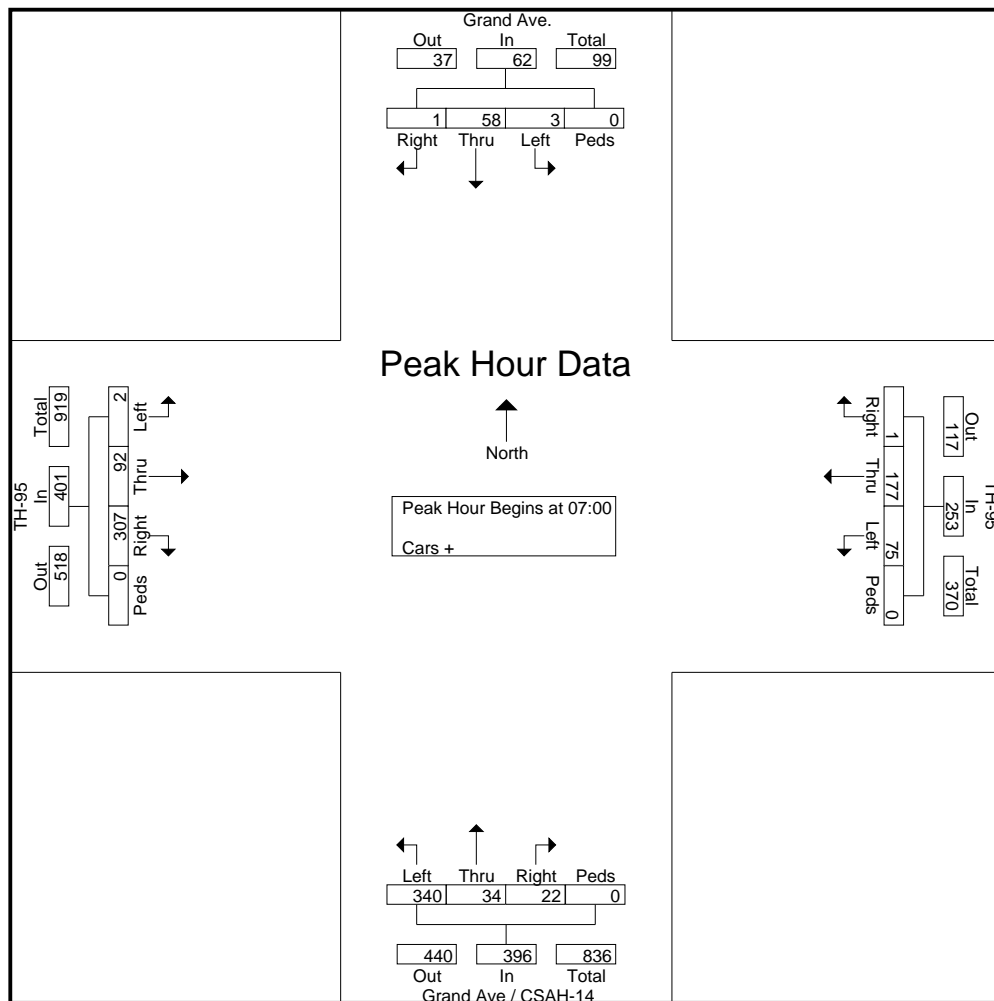 Grand Ave.
Out In Total
37 62 99
1 58 3 0
Right Thru Left Peds
Peak Hour Data
North
Peak Hour Begins at 07:00
Cars +
TH-95
Out In Total
518 401 919
2 92 307 0
Left Thru Right Peds
TH-95
Out In Total
117 253 370
1 177 75 0
Right Thru Left Peds
Left Thru Right Peds
340 34 22 0
440 396 836
Out In Total
Grand Ave / CSAH-14